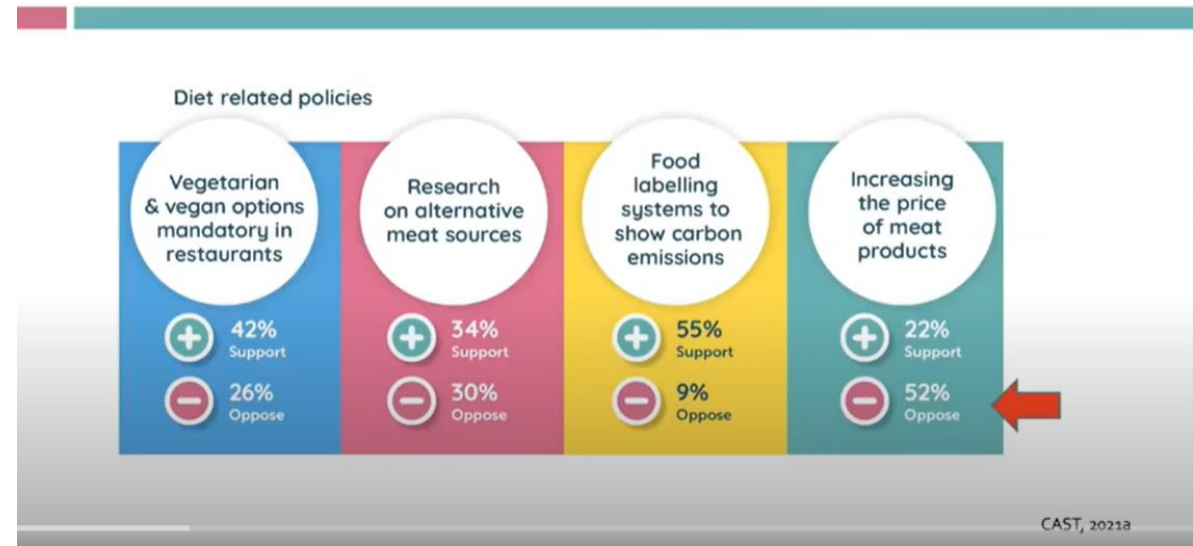 Diet related policies
Vegetarian
& vegan options
mandatory in
restaurants
42%
Support
26%
Oppose
Research
on alternative
meat sources
34%
Support
30%
Oppose
Food
labelling
systems to
show carbon
emissions
55%
Support
9%
Oppose
Increasing
the price
of meat
products
22%
Support
52%
Oppose
CAST, 2021a